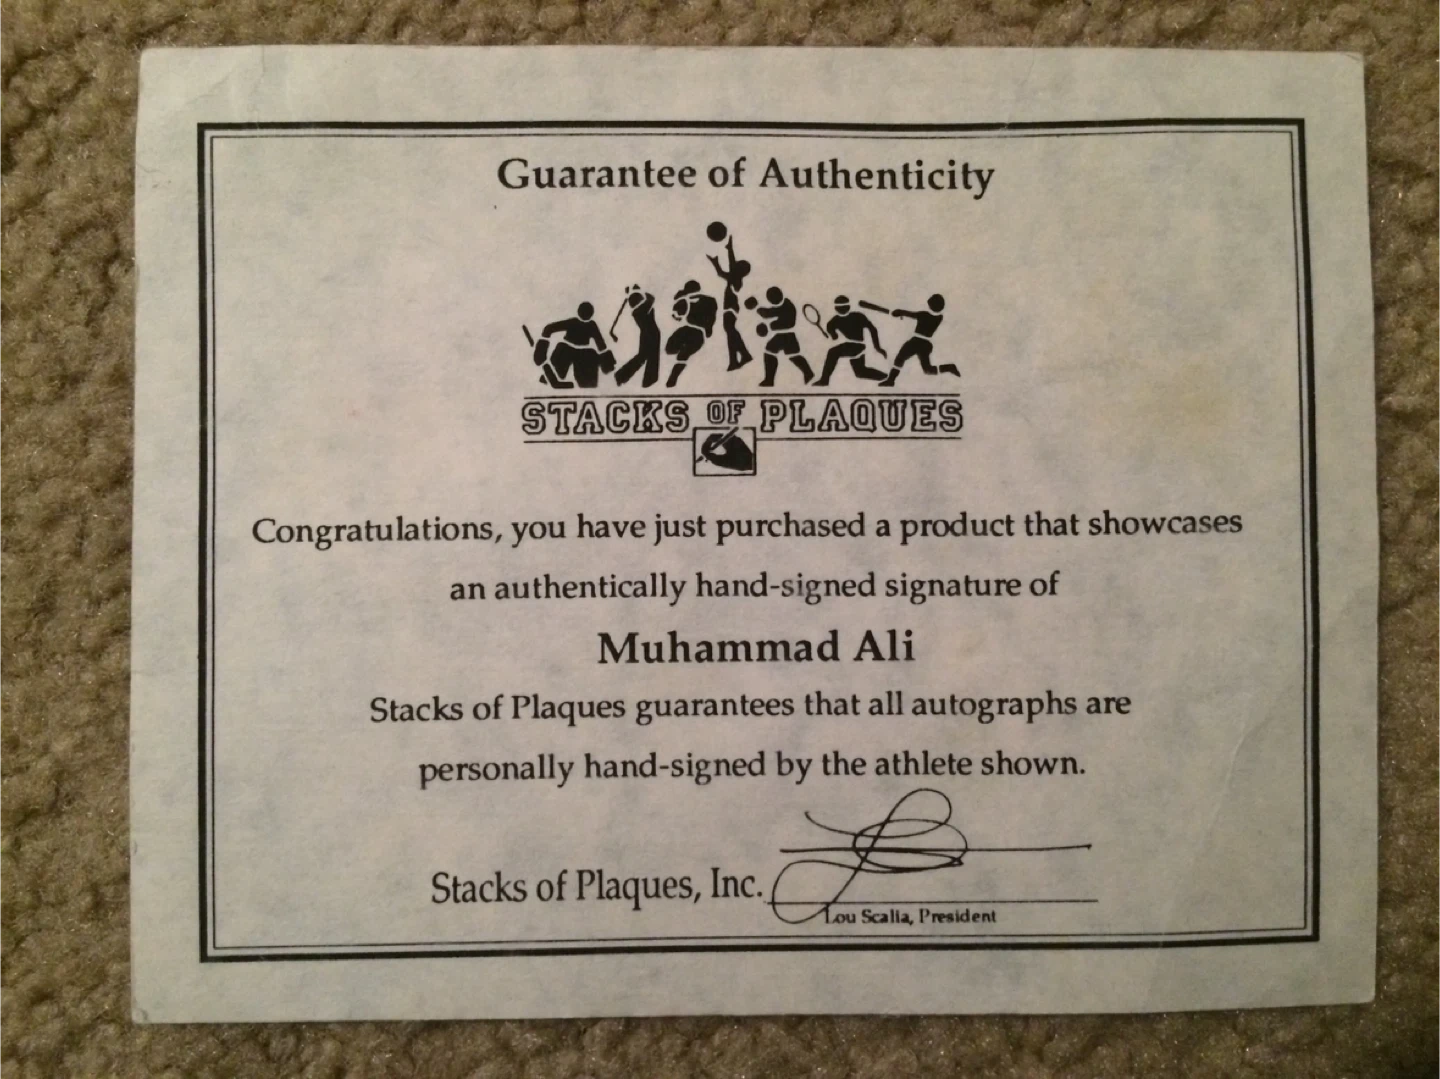 Guarantee of Authenticity
STACKS OF PLAQUES
Congratulations, you have just purchased a product that showcases
an authentically hand-signed signature of
Muhammad Ali
Stacks of Plaques guarantees that all autographs are
personally hand-signed by the athlete shown.
Stacks of Plaques, Inc.
Lou Scalia, President